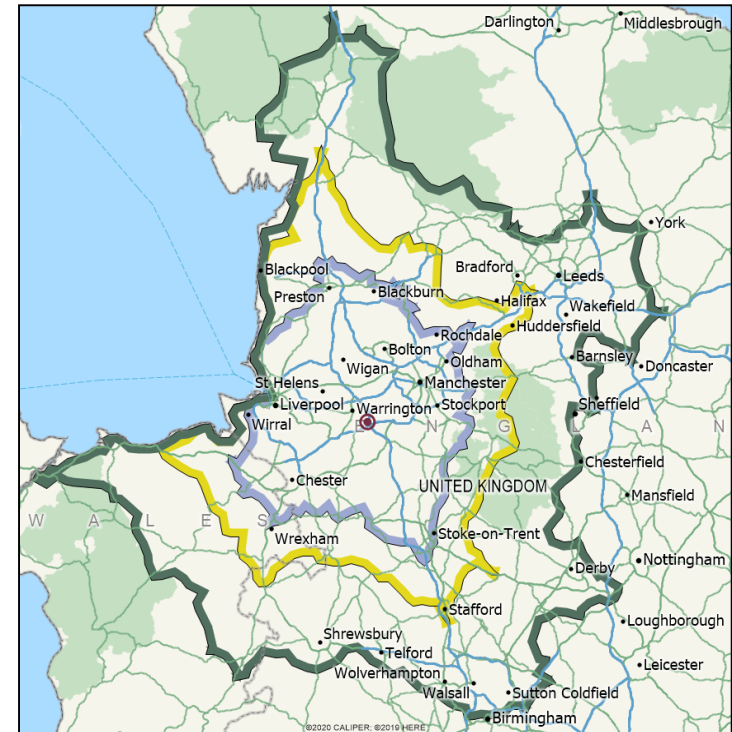 Darlington
Middlesbrough
York
Blackpool
Bradford
Leeds
Preston
Blackburn
Halifax
Wakefield
Huddersfield
Rochdale
Bolton
Barnsley
Wigan
Oldham
Doncaster
St Helens
Manchester
Liverpool
Warrington
Stockport
Sheffield
Wirral
E N G L A N
Chesterfield
Chester
UNITED KINGDOM
Mansfield
W A L E S
Wrexham
Stoke-on-Trent
Nottingham
Derby
Stafford
Loughborough
Shrewsbury
Telford
Leicester
Wolverhampton
Walsall
Sutton Coldfield
Birmingham
©2020 CALIPER; ©2019 HERE